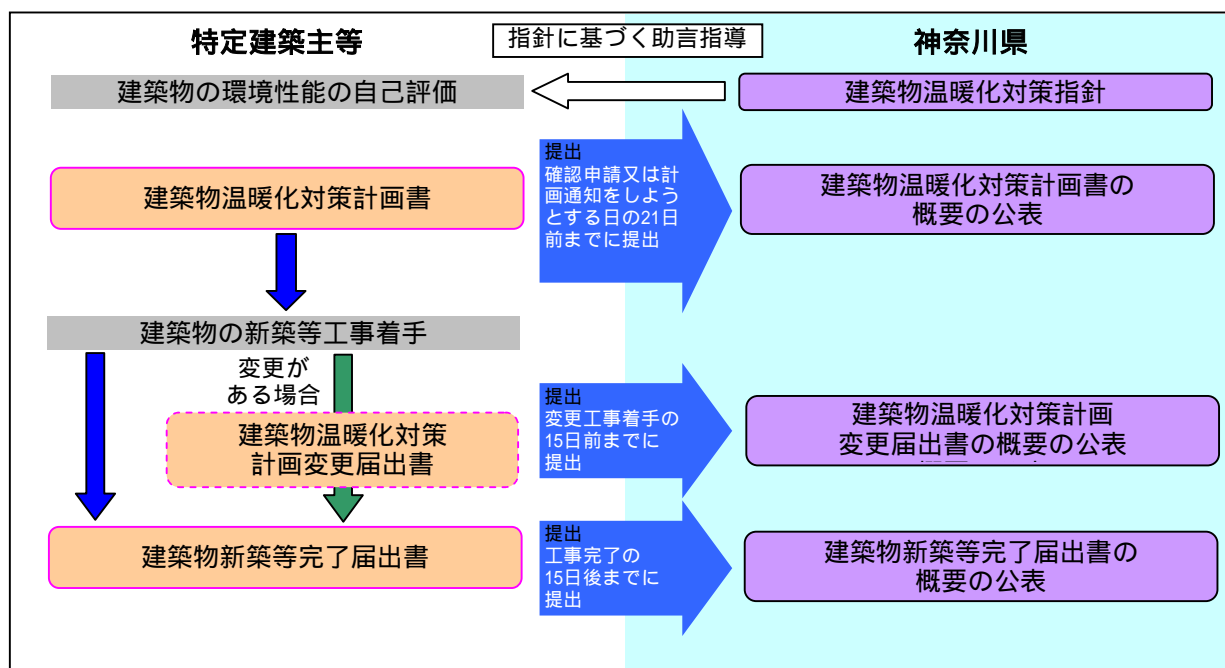 特定建築主等
指針に基づく助言指導
神奈川県
建築物の環境性能の自己評価
建築物温暖化対策指針
建築物温暖化対策計画書
提出
確認申請又は計
画通知をしよう
とする日の21日
前までに提出
建築物温暖化対策計画書の
概要の公表
建築物の新築等工事着手
変更が
ある場合
建築物温暖化対策
計画変更届出書
提出
変更工事着手の
15日前までに
提出
建築物温暖化対策計画
変更届出書の概要の公表
建築物新築等完了届出書
提出
工事完了の
15日後までに
提出
建築物新築等完了届出書の
概要の公表